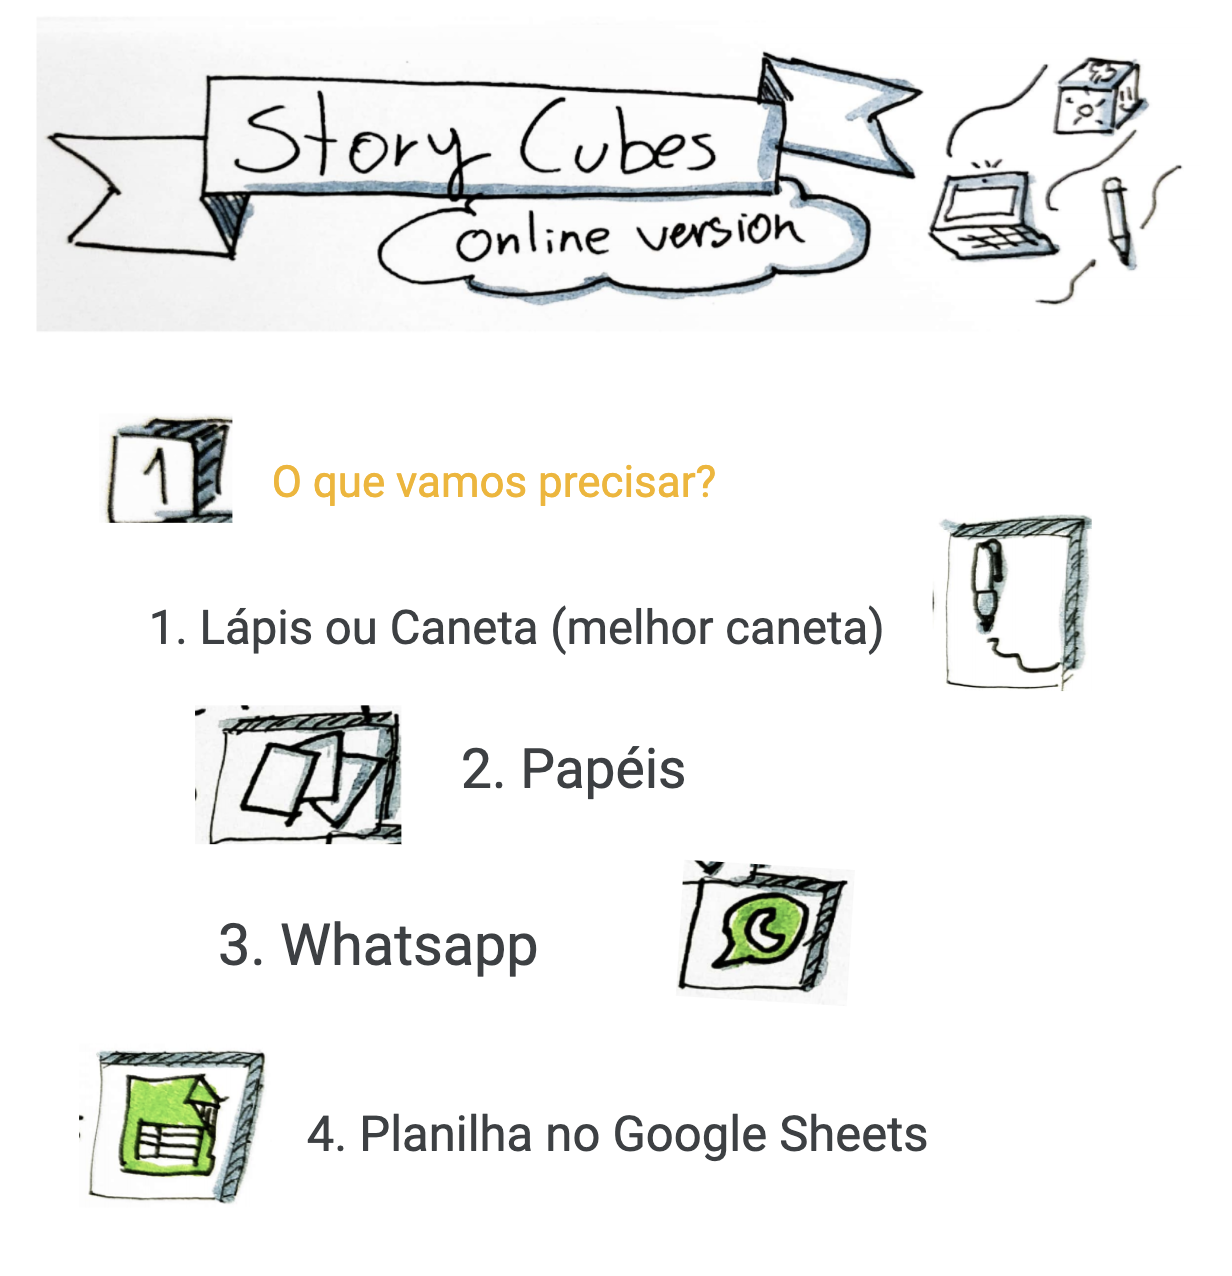 Story Cubes
online version
1
O que vamos precisar?
1. Lápis ou Caneta (melhor caneta)
2. Papéis
3. Whatsapp
4. Planilha no Google Sheets